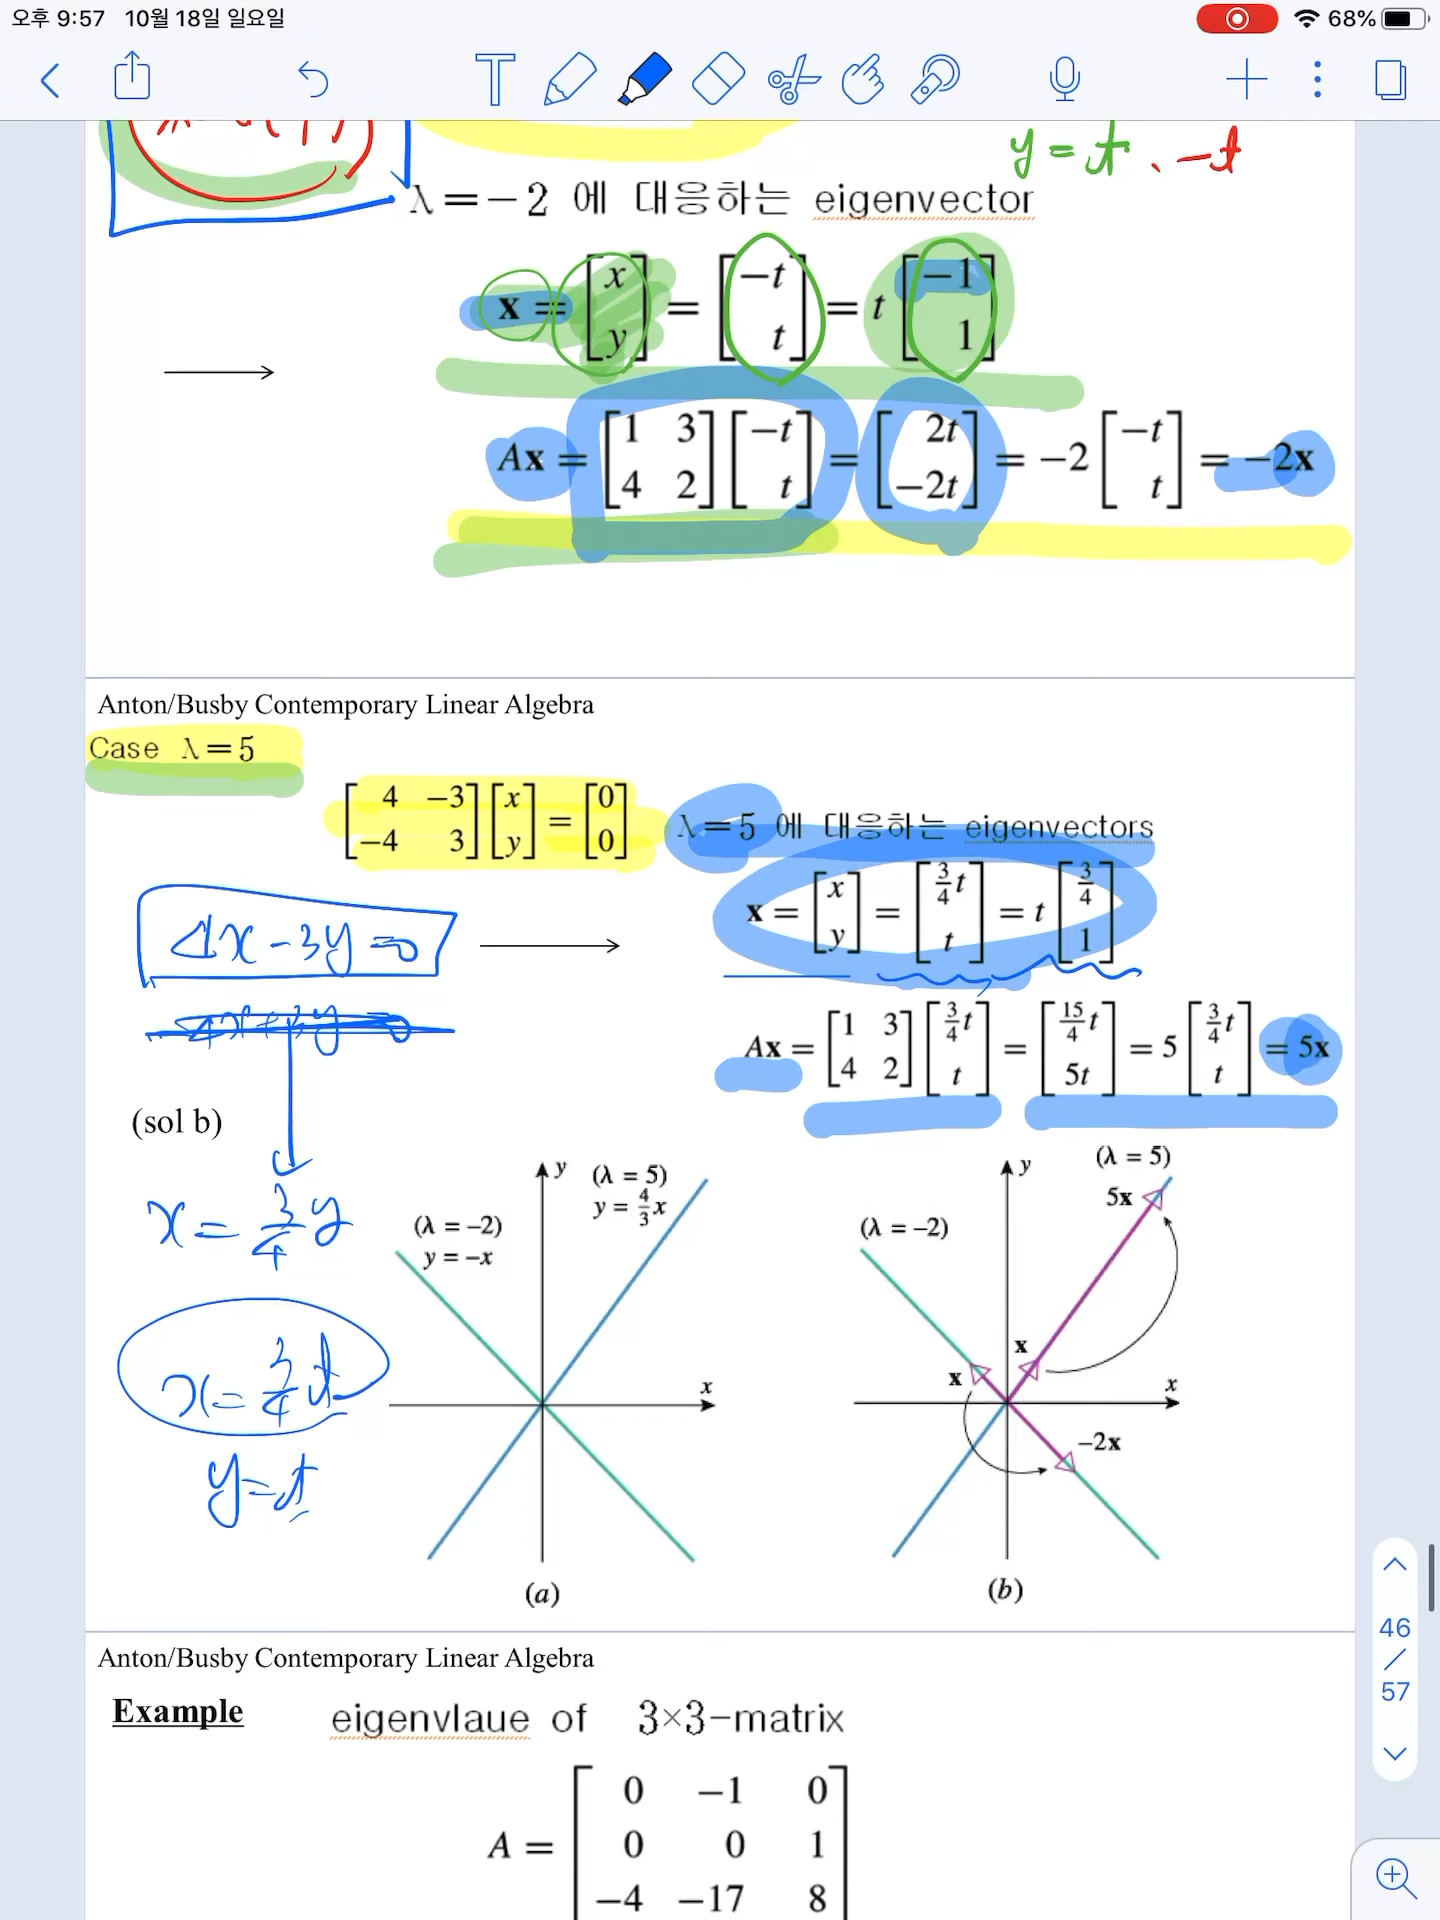 오후 9:57 10월 18일 일요일 68%
y = t, -t
λ=-2 에 대응하는 eigenvector
x = [x y] = [-t t] = t [-1 1]
Ax = [1 3 4 2] [-t t] = [2t -2t] = -2 [-t t] = -2x
Anton/Busby Contemporary Linear Algebra
Case λ=5
[4 -3 -4 3] [x y] = [0 0]
λ=5 에 대응하는 eigenvectors
x = [x y] = [3/4 t t] = t [3/4 1]
4x - 3y = 0
Ax = [1 3 4 2] [3/4 t t] = [15/4 t 5t] = 5 [3/4 t t] = 5x
(sol b)
x = 3/4 y
x = 3/4 t
y = t
y (λ = 5)
y = 4/3 x
(λ = -2)
y = -x
x
(a)
y (λ = 5)
5x
(λ = -2)
x
x
x
-2x
(b)
46
/
57
Anton/Busby Contemporary Linear Algebra
Example eigenvlaue of 3×3-matrix
A = [0 -1 0
0 0 1
-4 -17 8]